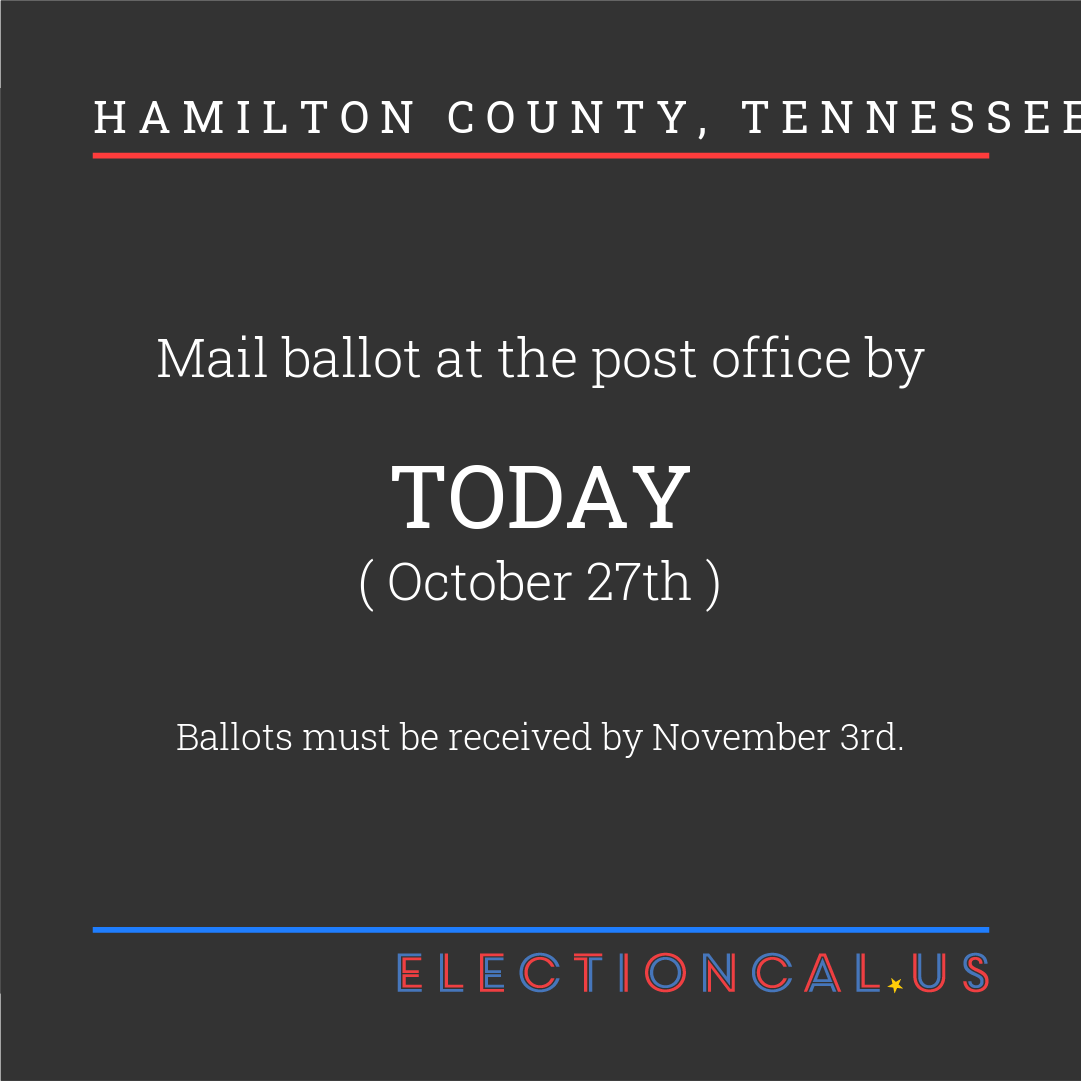 HAMILTON COUNTY, TENNESSEE
Mail ballot at the post office by
TODAY
( October 27th )
Ballots must be received by November 3rd.
ELECTIONCAL.US